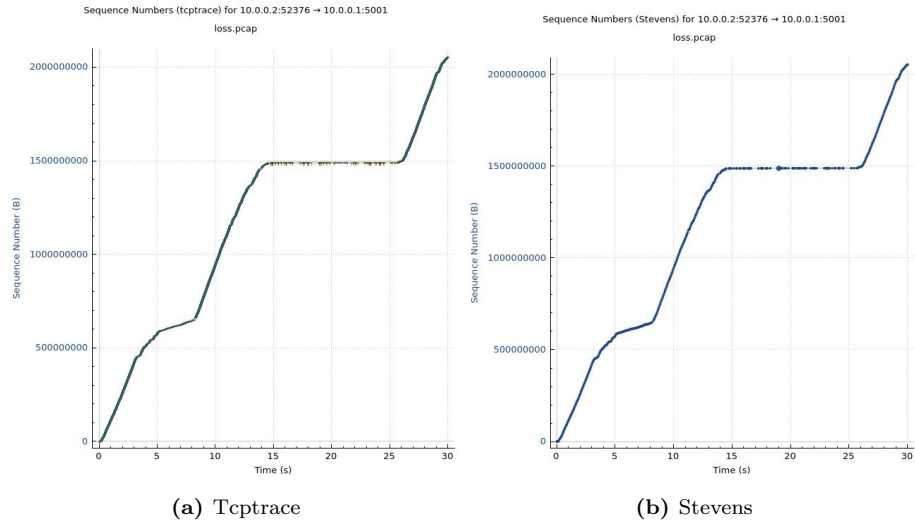 Sequence Numbers (tcptrace) for 10.0.0.2:52376 → 10.0.0.1:5001
loss.pcap
Sequence Number (B)
2000000000
1500000000
1000000000
500000000
0
0 5 10 15 20 25 30
Time (s)
(a) Tcptrace
Sequence Numbers (Stevens) for 10.0.0.2:52376 → 10.0.0.1:5001
loss.pcap
Sequence Number (B)
2000000000
1500000000
1000000000
500000000
0
0 5 10 15 20 25 30
Time (s)
(b) Stevens